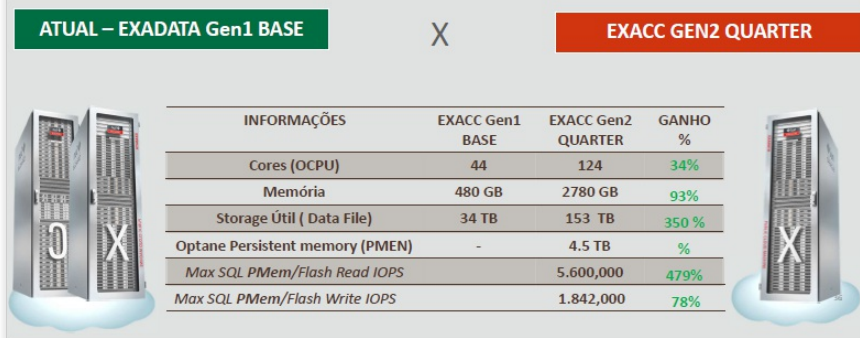 ATUAL – EXADATA Gen1 BASE X EXACC GEN2 QUARTER
INFORMAÇÕES EXACC Gen1 BASE EXACC Gen2 QUARTER GANHO %
Cores (OCPU) 44 124 34%
Memória 480 GB 2780 GB 93%
Storage Útil ( Data File) 34 TB 153 TB 350 %
Optane Persistent memory (PMEN) - 4.5 TB %
Max SQL PMem/Flash Read IOPS 5.600,000 479%
Max SQL PMem/Flash Write IOPS 1.842,000 78%
X
X